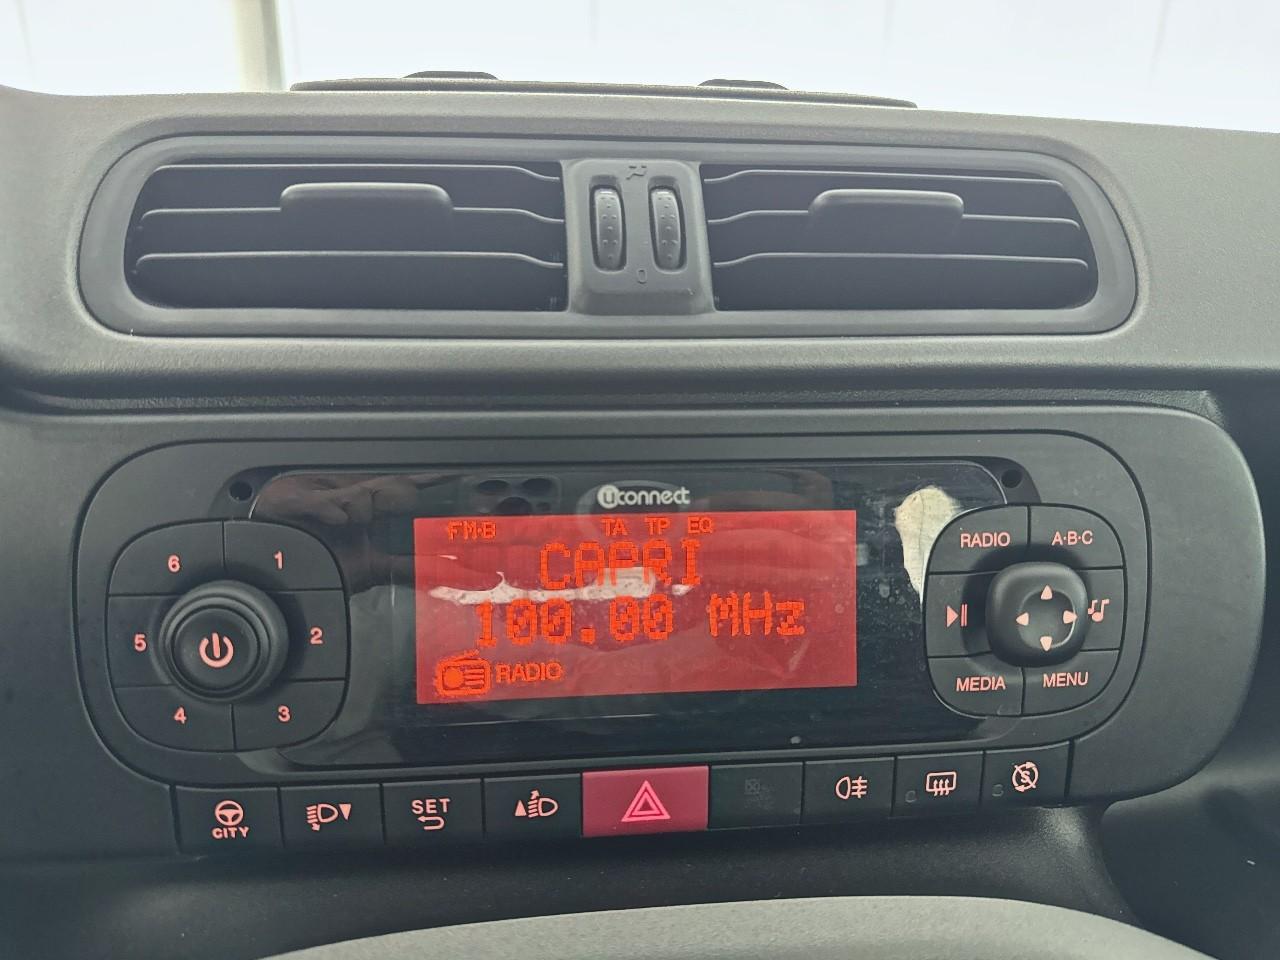 0
uconnect
FM-B TA TP EQ
CAPRI
100.00 MHz
RADIO
6 1
5 2
4 3
RADIO A·B·C
MEDIA MENU
CITY
SET